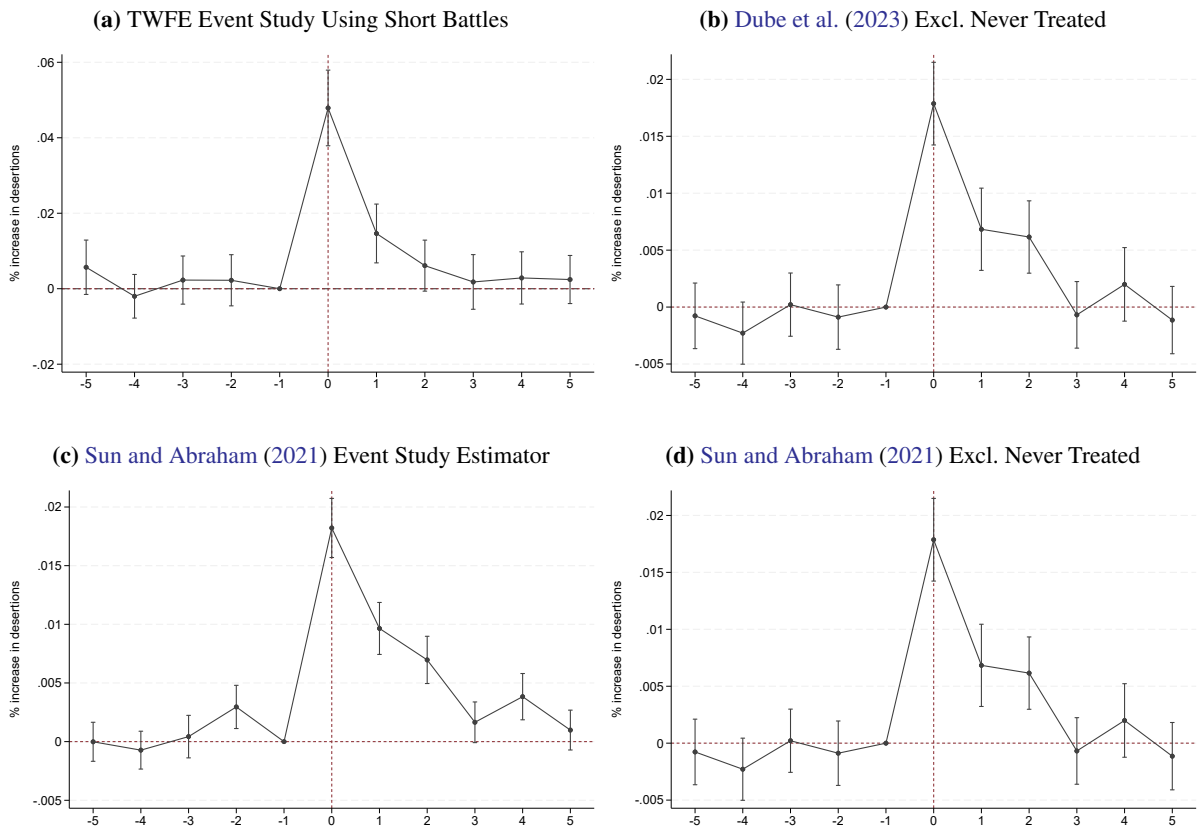 (a) TWFE Event Study Using Short Battles
% increase in desertions
.06
.04
.02
0
-.02
-5 -4 -3 -2 -1 0 1 2 3 4 5
(b) Dube et al. (2023) Excl. Never Treated
% increase in desertions
.02
.015
.01
.005
0
-.005
-5 -4 -3 -2 -1 0 1 2 3 4 5
(c) Sun and Abraham (2021) Event Study Estimator
% increase in desertions
.02
.015
.01
.005
0
-.005
-5 -4 -3 -2 -1 0 1 2 3 4 5
(d) Sun and Abraham (2021) Excl. Never Treated
% increase in desertions
.02
.015
.01
.005
0
-.005
-5 -4 -3 -2 -1 0 1 2 3 4 5